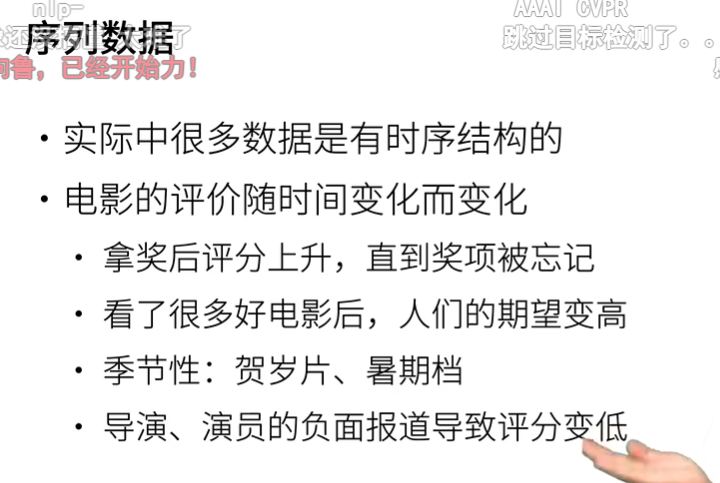 nlp-
AAAI CVPR
序列数据
跳过目标检测了。。
何鲁，已经开始力！
• 实际中很多数据是有时序结构的
• 电影的评价随时间变化而变化
• 拿奖后评分上升，直到奖项被忘记
• 看了很多好电影后，人们的期望变高
• 季节性：贺岁片、暑期档
• 导演、演员的负面报道导致评分变低